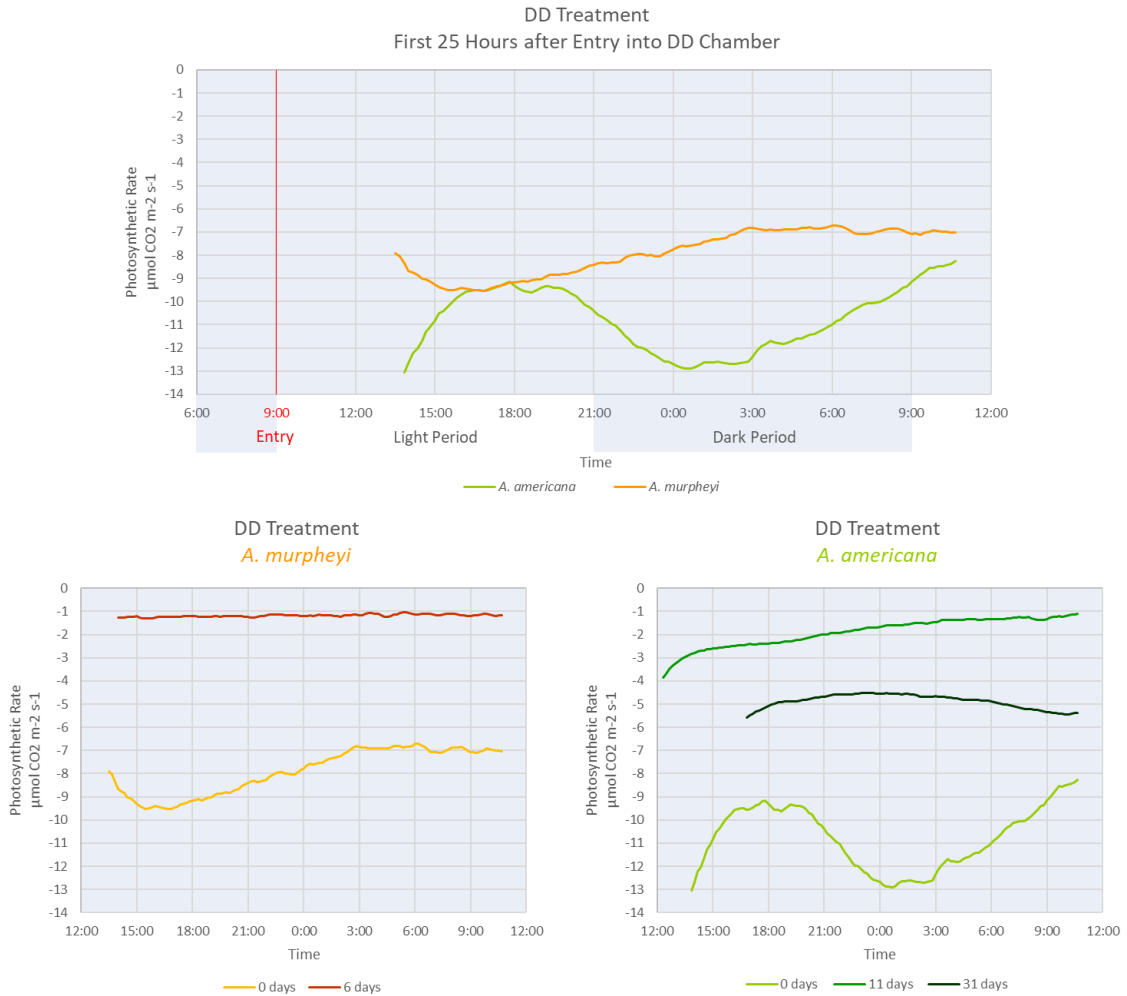 DD Treatment
First 25 Hours after Entry into DD Chamber
Photosynthetic Rate
µmol CO2 m-2 s-1
0
-1
-2
-3
-4
-5
-6
-7
-8
-9
-10
-11
-12
-13
-14
6:00 9:00 12:00 15:00 18:00 21:00 0:00 3:00 6:00 9:00 12:00
Entry Light Period Dark Period
Time
A. americana A. murpheyi
DD Treatment
A. murpheyi
Photosynthetic Rate
µmol CO2 m-2 s-1
0
-1
-2
-3
-4
-5
-6
-7
-8
-9
-10
-11
-12
-13
-14
12:00 15:00 18:00 21:00 0:00 3:00 6:00 9:00 12:00
Time
0 days 6 days
DD Treatment
A. americana
Photosynthetic Rate
µmol CO2 m-2 s-1
0
-1
-2
-3
-4
-5
-6
-7
-8
-9
-10
-11
-12
-13
-14
12:00 15:00 18:00 21:00 0:00 3:00 6:00 9:00 12:00
Time
0 days 11 days 31 days